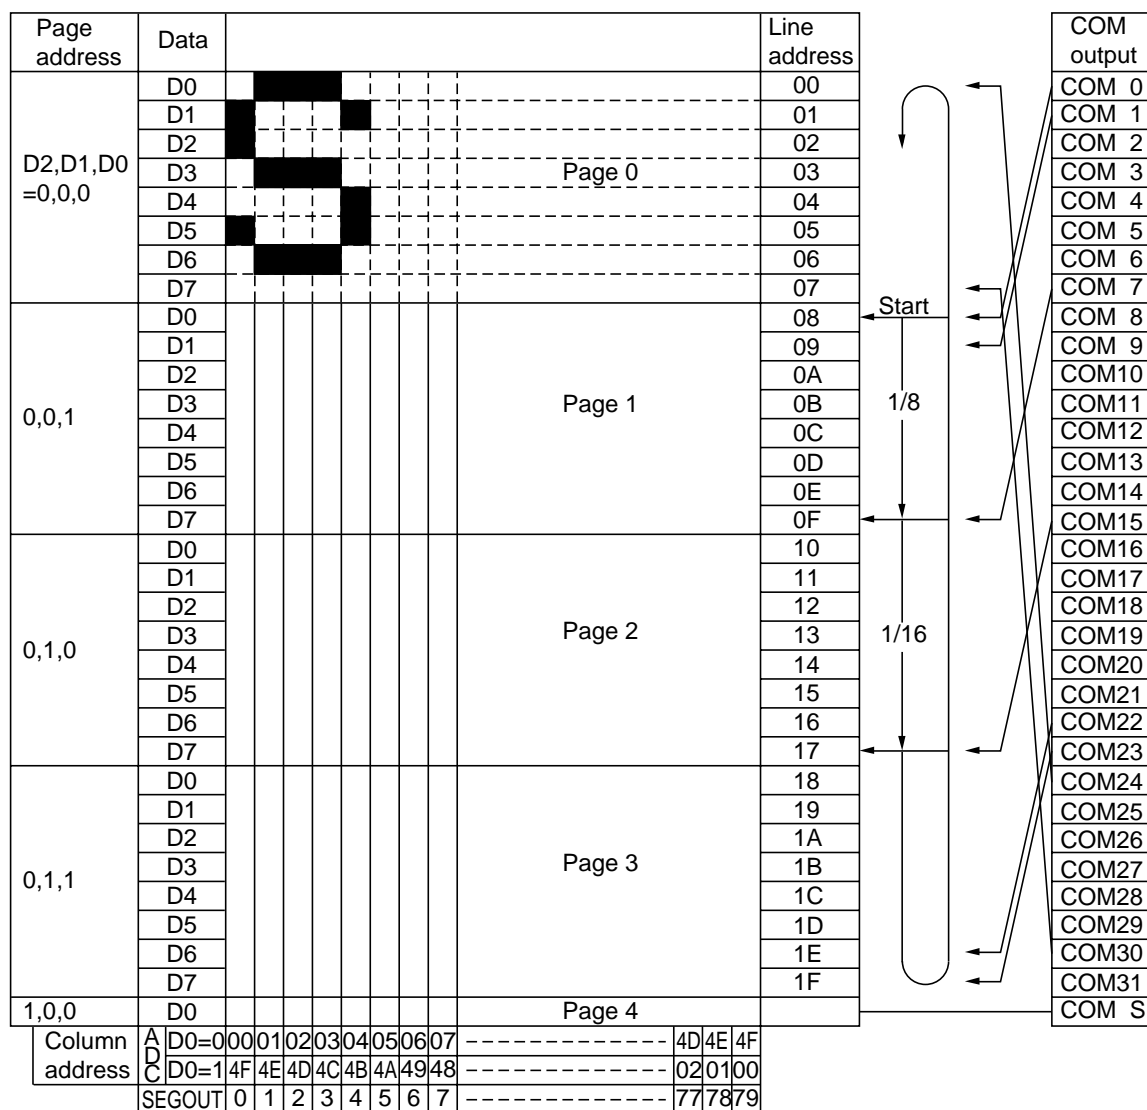 Page address Data Line address COM output
D0 00 COM 0
D1 01 COM 1
D2 02 COM 2
D2,D1,D0 =0,0,0 D3 Page 0 03 COM 3
D4 04 COM 4
D5 05 COM 5
D6 06 COM 6
D7 07 COM 7
D0 08 Start COM 8
D1 09 COM 9
D2 0A COM10
0,0,1 D3 Page 1 0B 1/8 COM11
D4 0C COM12
D5 0D COM13
D6 0E COM14
D7 0F COM15
D0 10 COM16
D1 11 COM17
D2 12 COM18
0,1,0 D3 Page 2 13 1/16 COM19
D4 14 COM20
D5 15 COM21
D6 16 COM22
D7 17 COM23
D0 18 COM24
D1 19 COM25
D2 1A COM26
0,1,1 D3 Page 3 1B COM27
D4 1C COM28
D5 1D COM29
D6 1E COM30
D7 1F COM31
1,0,0 D0 Page 4 COM S
Column address ADC D0=0 00 01 02 03 04 05 06 07 4D 4E 4F
D0=1 4F 4E 4D 4C 4B 4A 49 48 02 01 00
SEGOUT 0 1 2 3 4 5 6 7 77 78 79